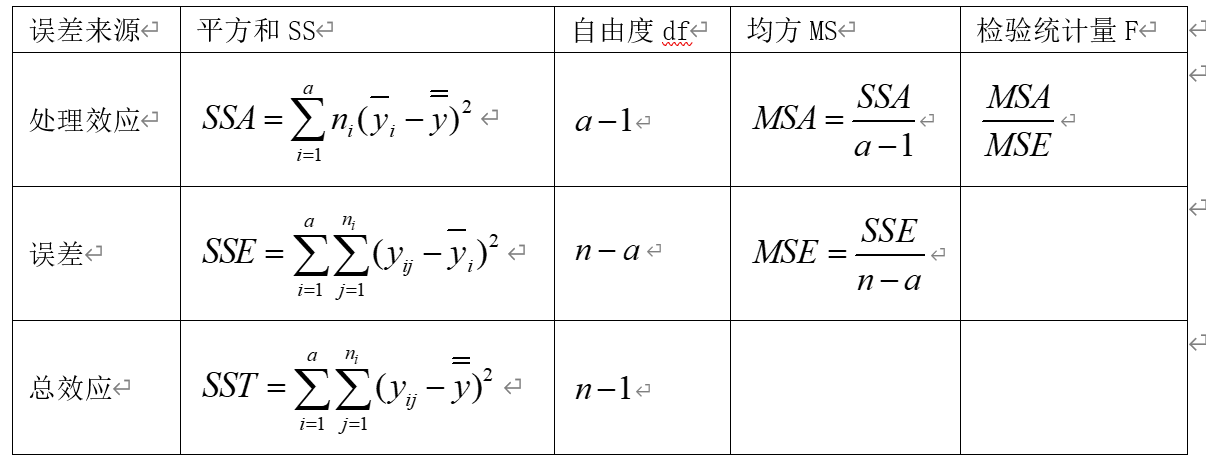 误差来源 平方和 SS 自由度 df 均方 MS 检验统计量 F
处理效应 $SSA = \sum_{i=1}^{a} n_i(\overline{y}_i - \overline{\overline{y}})^2$ $a-1$ $MSA = \frac{SSA}{a-1}$ $\frac{MSA}{MSE}$
误差 $SSE = \sum_{i=1}^{a} \sum_{j=1}^{n_i} (y_{ij} - \overline{y}_i)^2$ $n-a$ $MSE = \frac{SSE}{n-a}$
总效应 $SST = \sum_{i=1}^{a} \sum_{j=1}^{n_i} (y_{ij} - \overline{\overline{y}})^2$ $n-1$